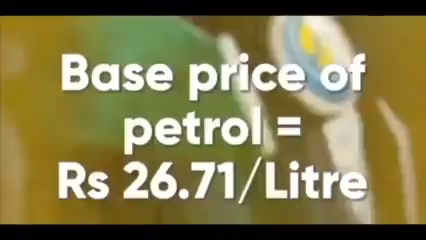 Base price of
petrol =
Rs 26.71/Litre